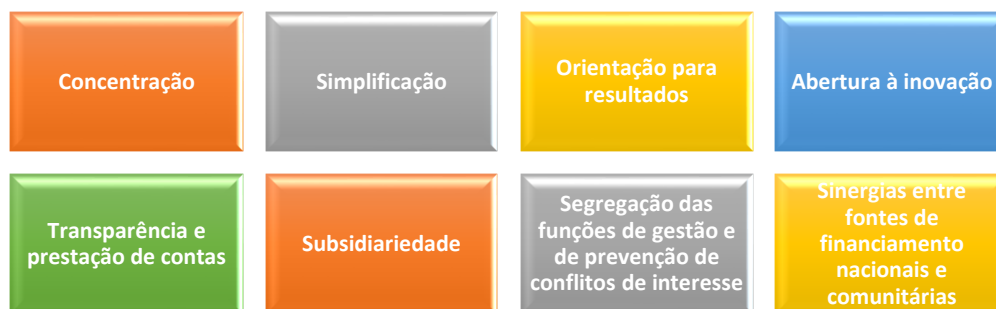 Concentração
Simplificação
Orientação para
resultados
Abertura à inovação
Transparência e
prestação de contas
Subsidiariedade
Segregação das
funções de gestão e
de prevenção de
conflitos de interesse
Sinergias entre
fontes de
financiamento
nacionais e
comunitárias